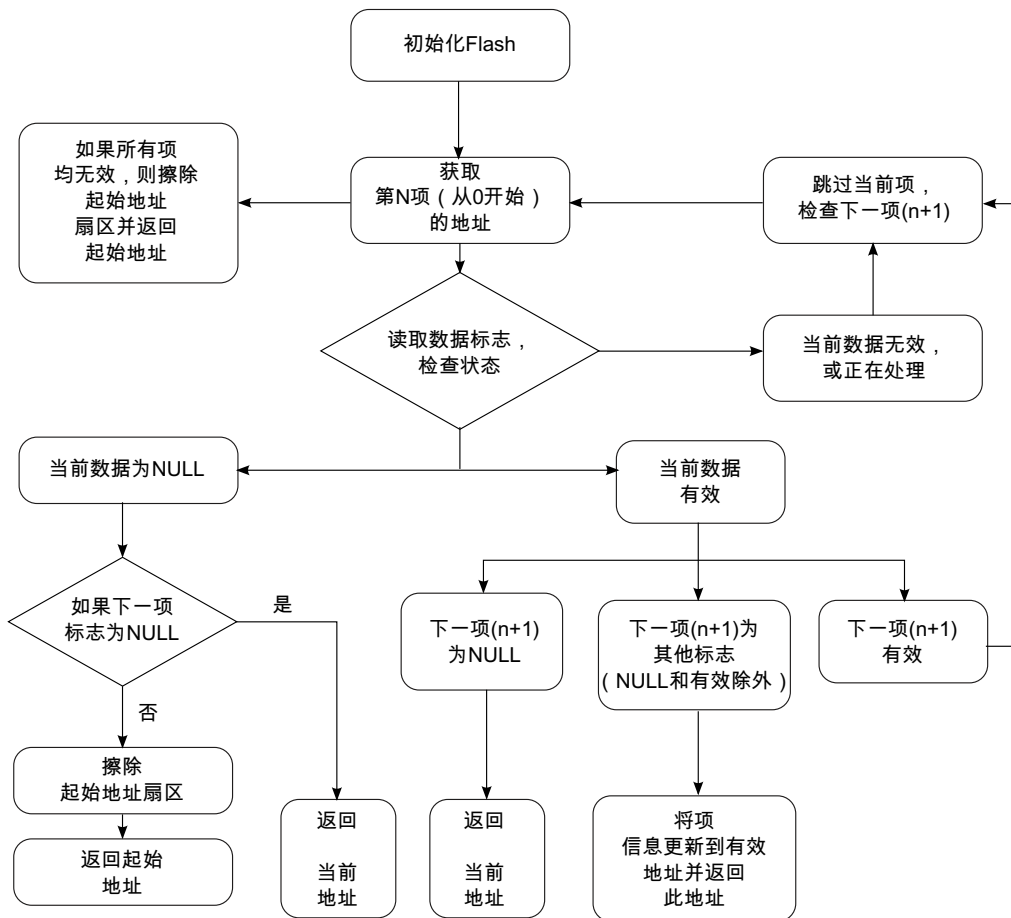 初始化Flash
如果所有项
均无效，则擦除
起始地址
扇区并返回
起始地址
获取
第N项（从0开始）
的地址
跳过当前项，
检查下一项(n+1)
读取数据标志，
检查状态
当前数据无效，
或正在处理
当前数据为NULL
当前数据
有效
如果下一项
标志为NULL
是
否
下一项(n+1)
为NULL
下一项(n+1)为
其他标志
（NULL和有效除外）
下一项(n+1)
有效
擦除
起始地址扇区
返回起始
地址
返回
当前
地址
返回
当前
地址
将项
信息更新到有效
地址并返回
此地址